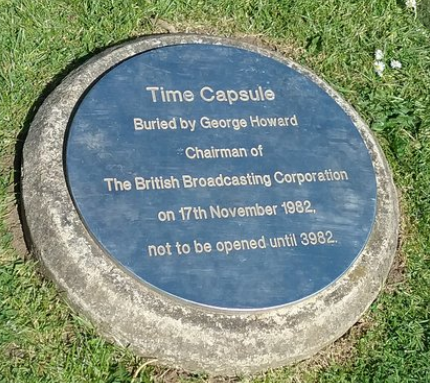 Time Capsule
Buried by George Howard
Chairman of
The British Broadcasting Corporation
on 17th November 1982,
not to be opened until 3982.